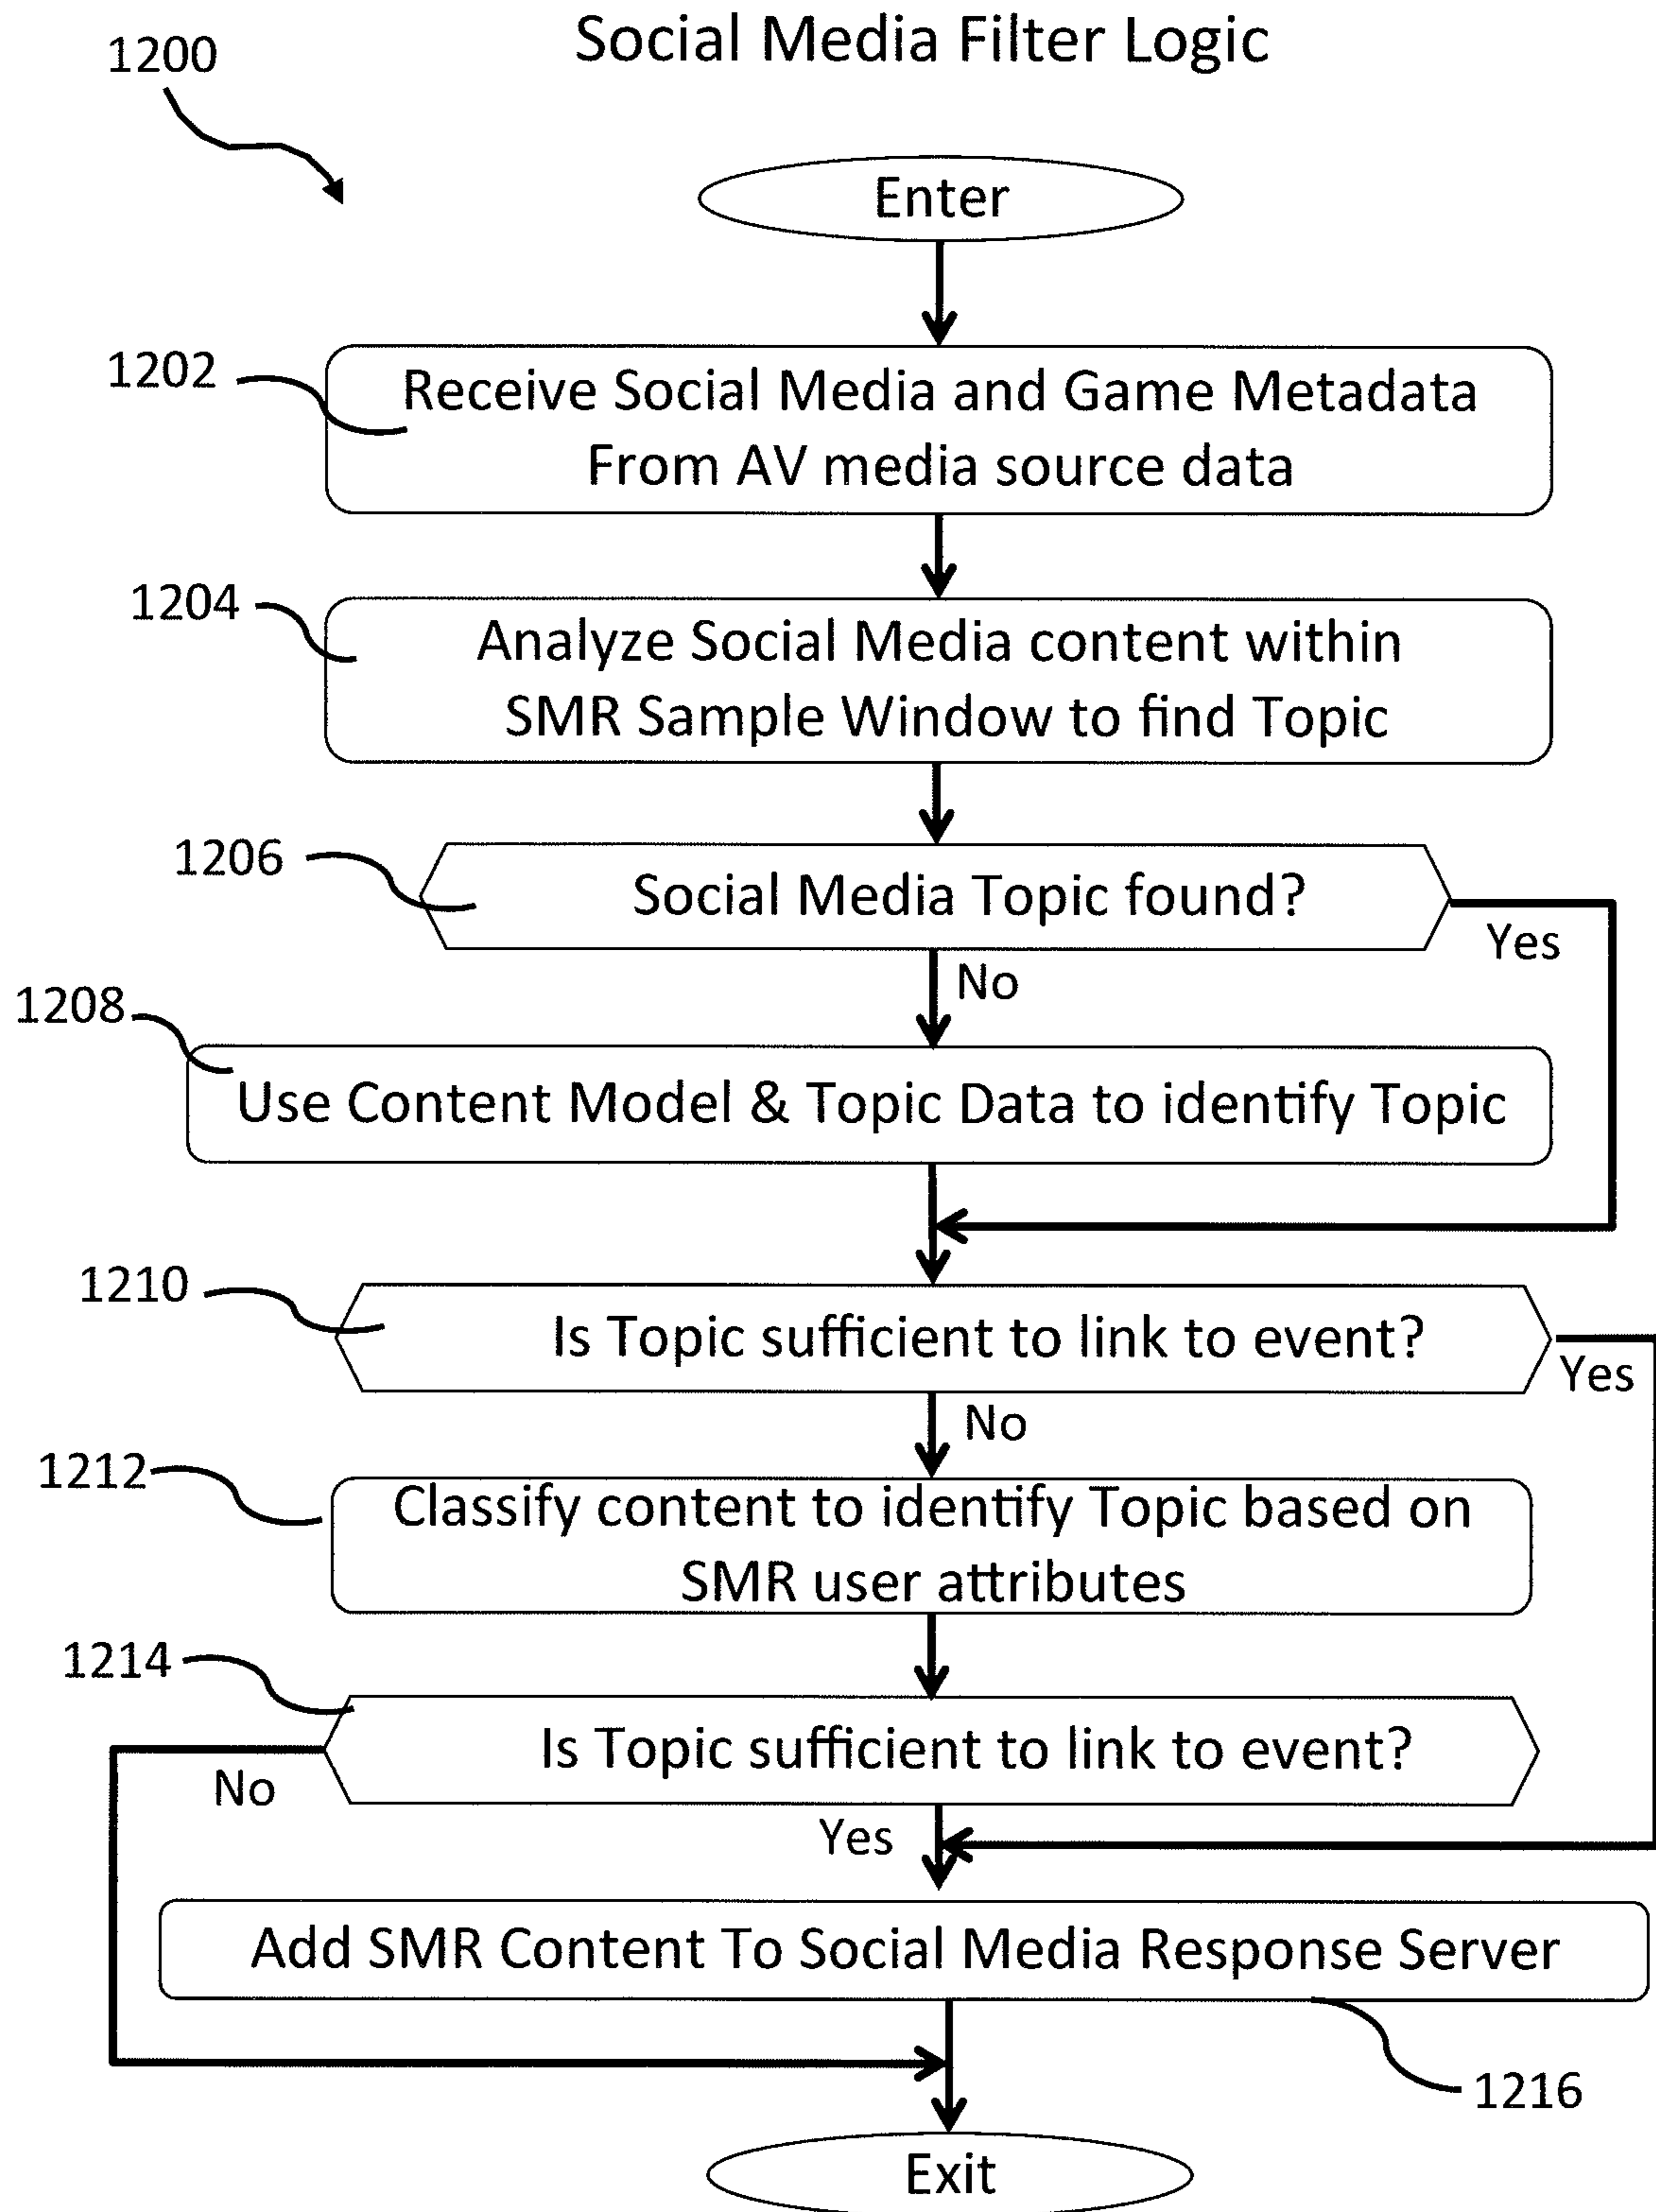 Social Media Filter Logic
1200
Enter
1202
Receive Social Media and Game Metadata
From AV media source data
1204
Analyze Social Media content within
SMR Sample Window to find Topic
1206
Social Media Topic found?
Yes
No
1208
Use Content Model & Topic Data to identify Topic
1210
Is Topic sufficient to link to event?
Yes
No
1212
Classify content to identify Topic based on
SMR user attributes
1214
Is Topic sufficient to link to event?
No
Yes
Add SMR Content To Social Media Response Server
1216
Exit